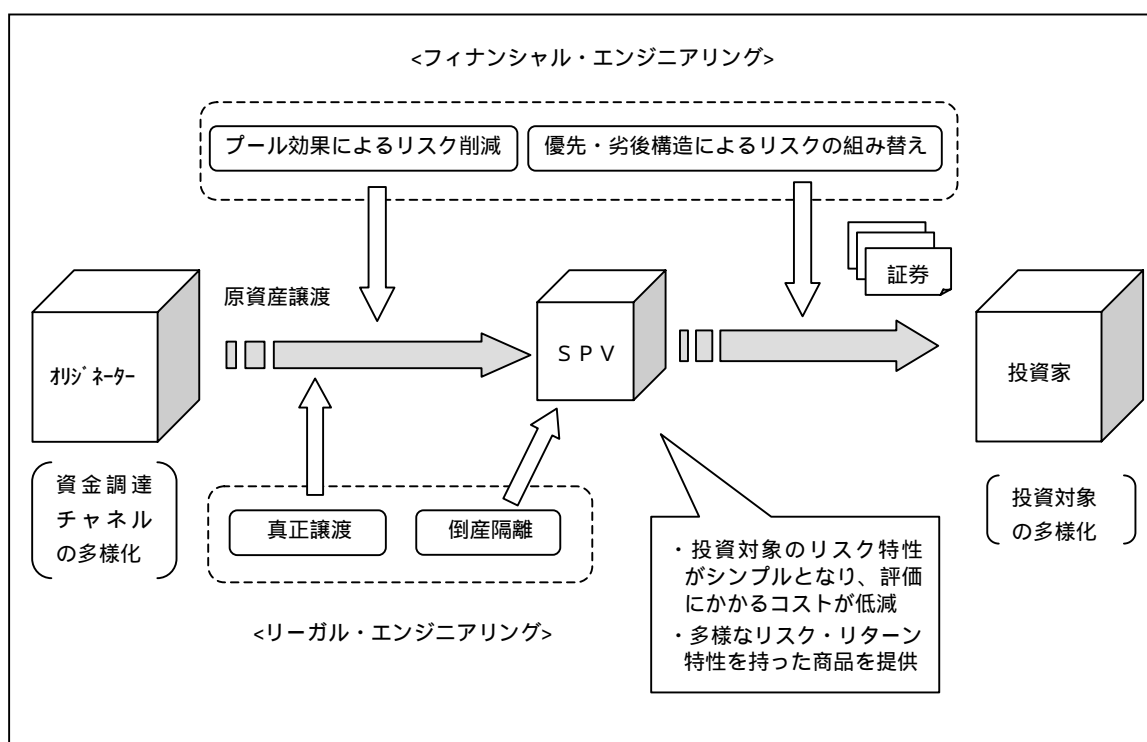 <フィナンシャル・エンジニアリング>
プール効果によるリスク削減
優先・劣後構造によるリスクの組み替え
証券
原資産譲渡
オリジネーター
ＳＰＶ
投資家
資金調達
チャネル
の多様化
真正譲渡
倒産隔離
投資対象
の多様化
・投資対象のリスク特性
がシンプルとなり、評価
にかかるコストが低減
・多様なリスク・リターン
特性を持った商品を提供
<リーガル・エンジニアリング>